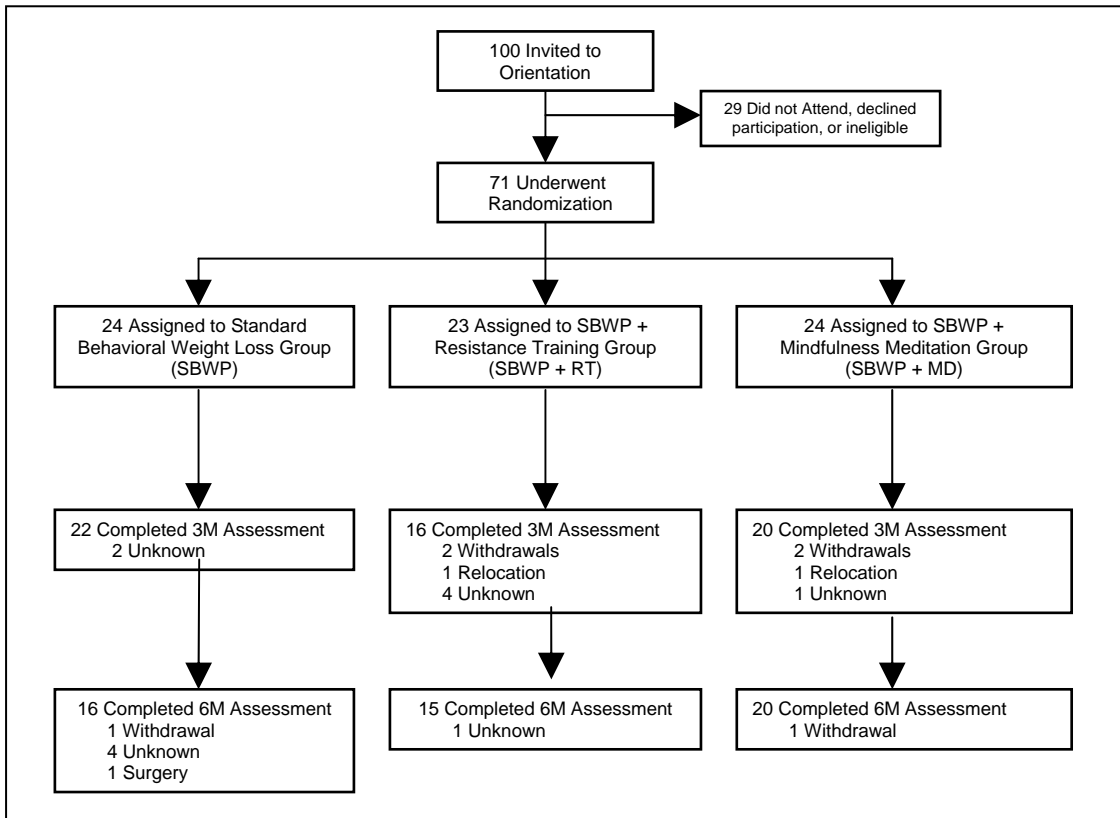 100 Invited to
Orientation
29 Did not Attend, declined
participation, or ineligible
71 Underwent
Randomization
24 Assigned to Standard
Behavioral Weight Loss Group
(SBWP)
23 Assigned to SBWP +
Resistance Training Group
(SBWP + RT)
24 Assigned to SBWP +
Mindfulness Meditation Group
(SBWP + MD)
22 Completed 3M Assessment
2 Unknown
16 Completed 3M Assessment
2 Withdrawals
1 Relocation
4 Unknown
20 Completed 3M Assessment
2 Withdrawals
1 Relocation
1 Unknown
16 Completed 6M Assessment
1 Withdrawal
4 Unknown
1 Surgery
15 Completed 6M Assessment
1 Unknown
20 Completed 6M Assessment
1 Withdrawal